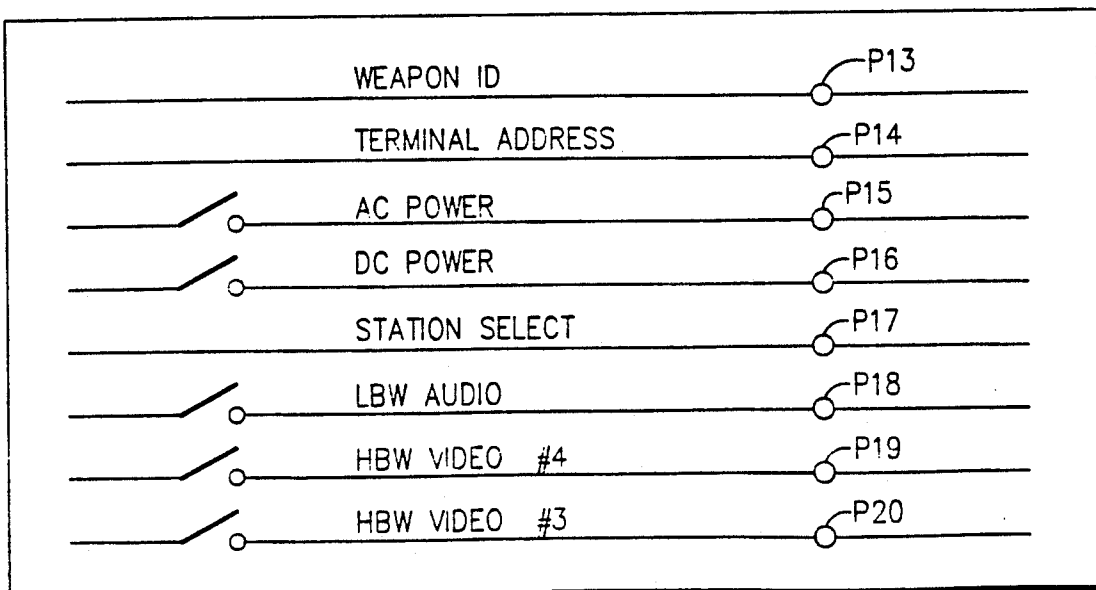 WEAPON ID P13
TERMINAL ADDRESS P14
AC POWER P15
DC POWER P16
STATION SELECT P17
LBW AUDIO P18
HBW VIDEO #4 P19
HBW VIDEO #3 P20